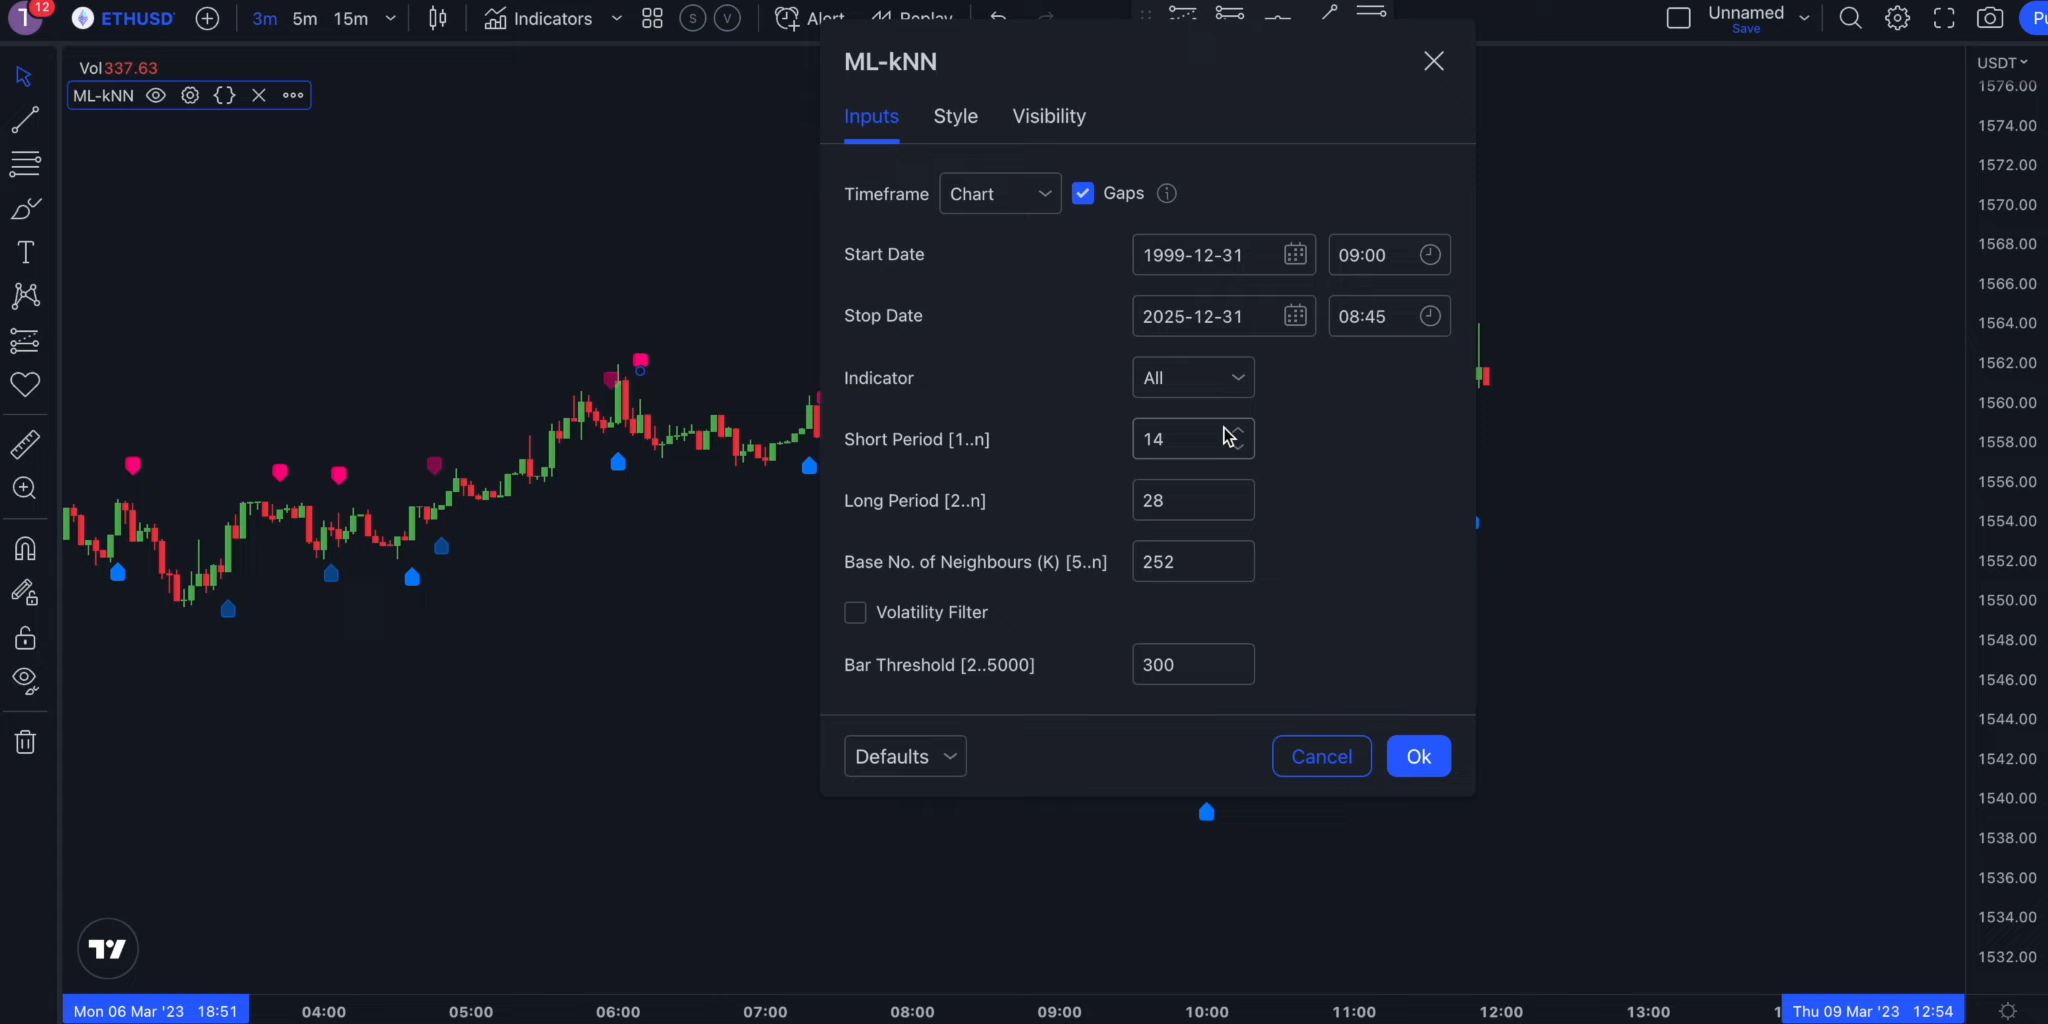 1
12
ETHUSD
3m 5m 15m
Indicators
S V
Alert
Replay
Unnamed
Save
Vol337.63
ML-kNN
ML-kNN
Inputs Style Visibility
Timeframe Chart Gaps
Start Date 1999-12-31 09:00
Stop Date 2025-12-31 08:45
Indicator All
Short Period [1..n] 14
Long Period [2..n] 28
Base No. of Neighbours (K) [5..n] 252
Volatility Filter
Bar Threshold [2..5000] 300
Defaults Cancel Ok
USDT
1576.00
1574.00
1572.00
1570.00
1568.00
1566.00
1564.00
1562.00
1560.00
1558.00
1556.00
1554.00
1552.00
1550.00
1548.00
1546.00
1544.00
1542.00
1540.00
1538.00
1536.00
1534.00
1532.00
Mon 06 Mar '23 18:51 04:00 05:00 06:00 07:00 08:00 09:00 10:00 11:00 12:00 13:00 Thu 09 Mar '23 12:54